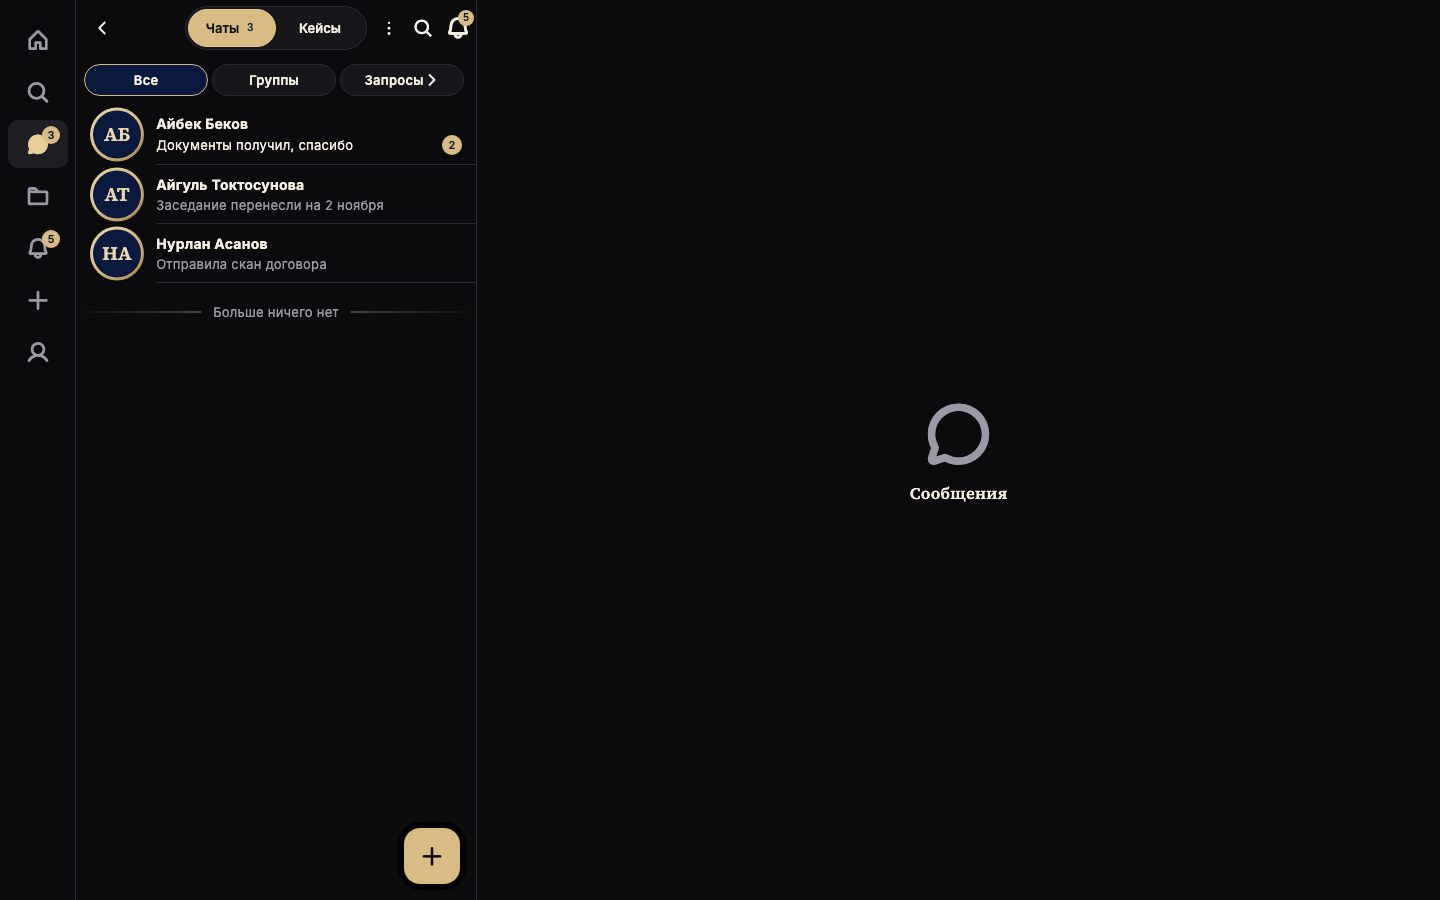 Чаты 3
Кейсы
5
Все
Группы
Запросы
3
5
АБ
Айбек Беков
Документы получил, спасибо
2
АТ
Айгуль Токтосунова
Заседание перенесли на 2 ноября
НА
Нурлан Асанов
Отправила скан договора
Больше ничего нет
Сообщения